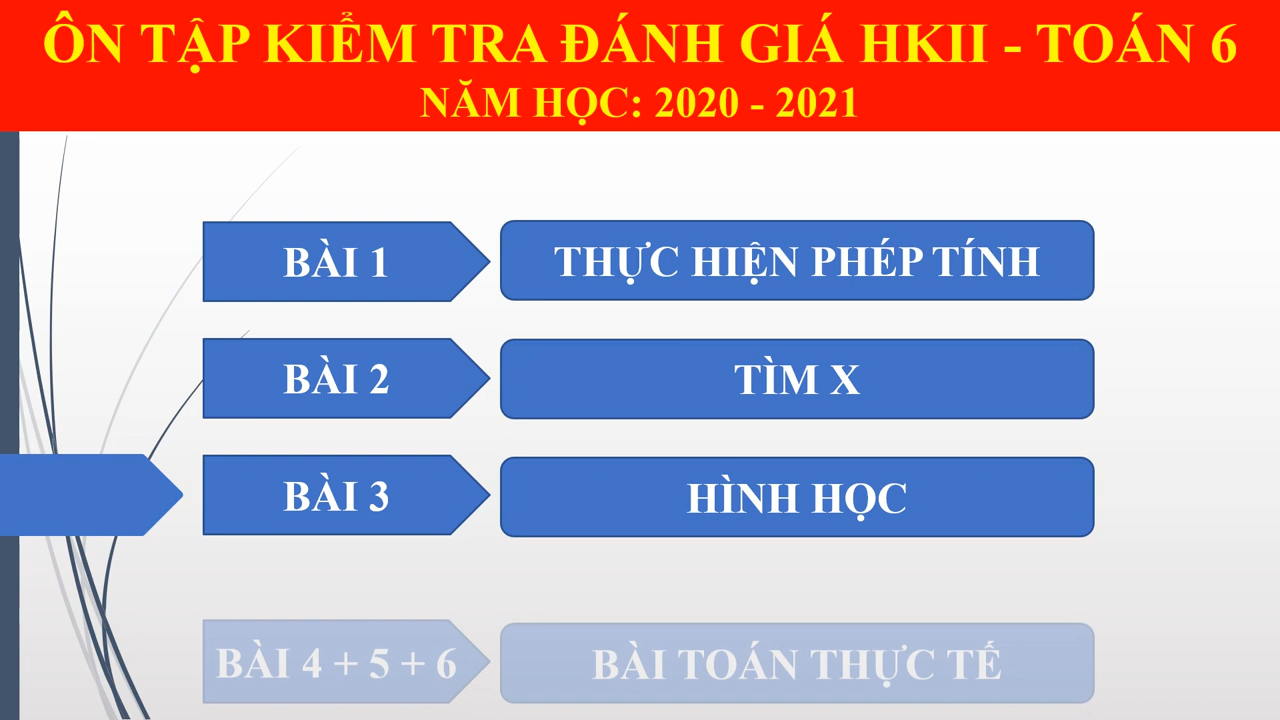 ÔN TẬP KIỂM TRA ĐÁNH GIÁ HKII - TOÁN 6
NĂM HỌC: 2020 - 2021
BÀI 1 THỰC HIỆN PHÉP TÍNH
BÀI 2 TÌM X
BÀI 3 HÌNH HỌC
BÀI 4 + 5 + 6 BÀI TOÁN THỰC TẾ